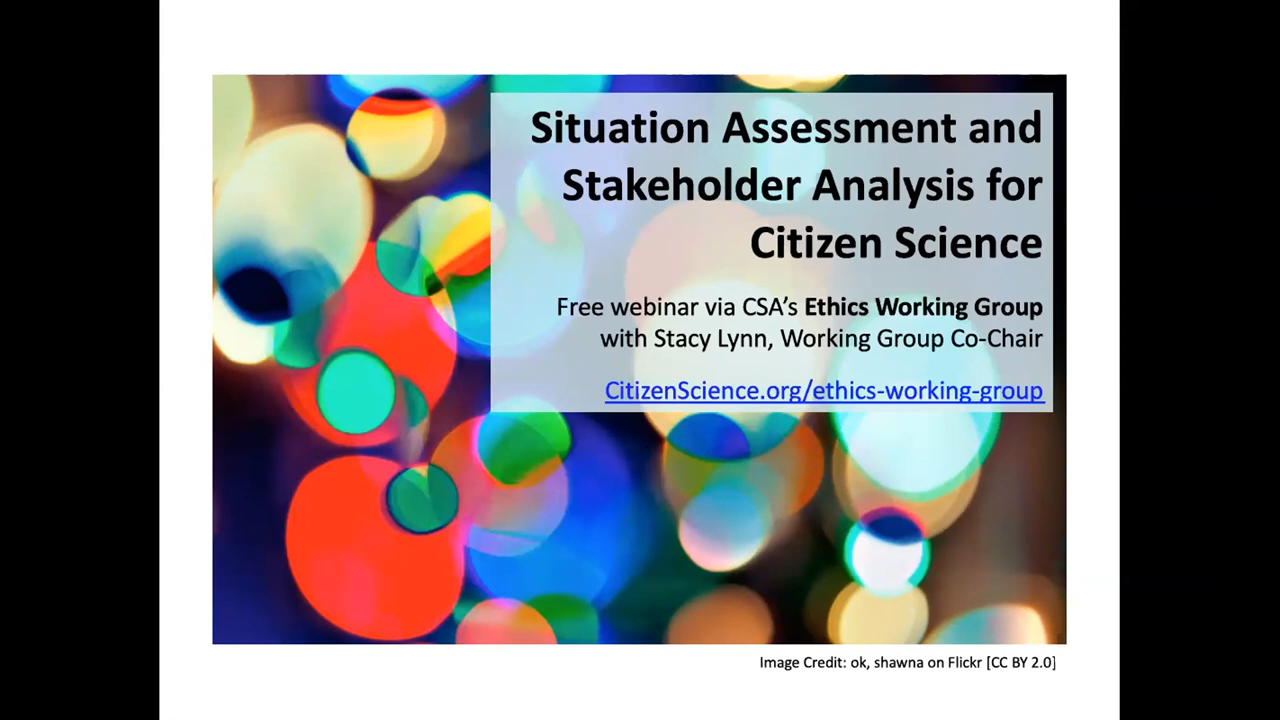 Situation Assessment and
Stakeholder Analysis for
Citizen Science
Free webinar via CSA's Ethics Working Group
with Stacy Lynn, Working Group Co-Chair
CitizenScience.org/ethics-working-group
Image Credit: ok, shawna on Flickr [CC BY 2.0]